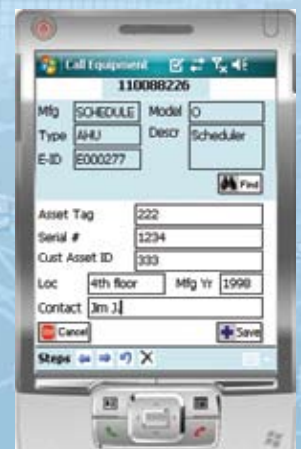 Call Equipment
110088226
Mfg SCHEDULE Model O
Type AHU Descr Scheduler
E-ID E000277
Find
Asset Tag 222
Serial # 1234
Cust Asset ID 333
Loc 4th floor Mfg Yr 1998
Contact Jim J.
Cancel Save
Steps